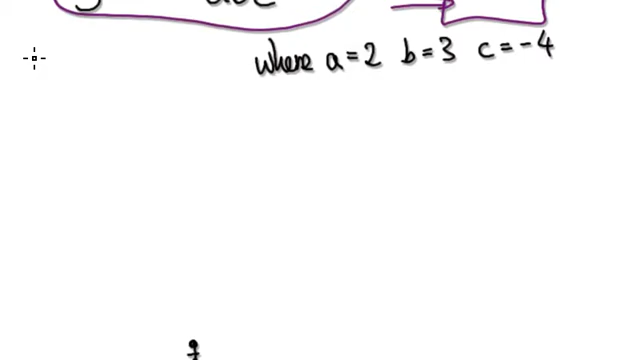 where a = 2 b = 3 c = -4